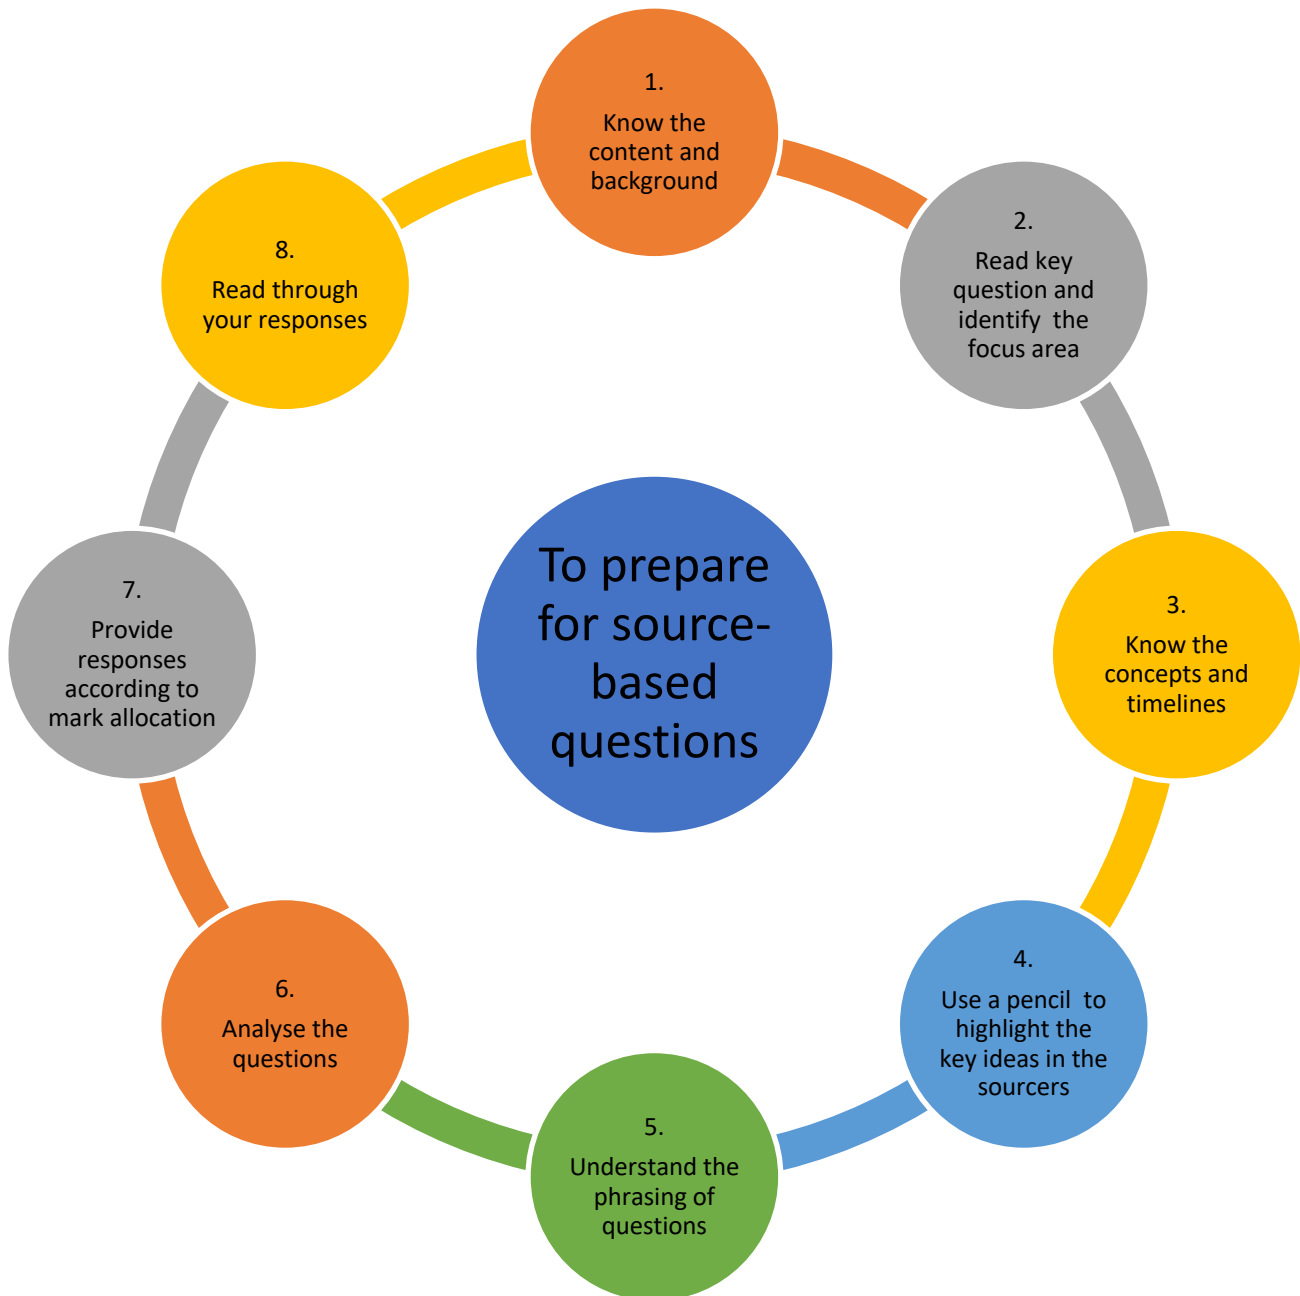 1.
Know the
content and
background
2.
Read key
question and
identify the
focus area
3.
Know the
concepts and
timelines
4.
Use a pencil to
highlight the
key ideas in the
sourcers
5.
Understand the
phrasing of
questions
6.
Analyse the
questions
7.
Provide
responses
according to
mark allocation
8.
Read through
your responses
To prepare
for source-
based
questions